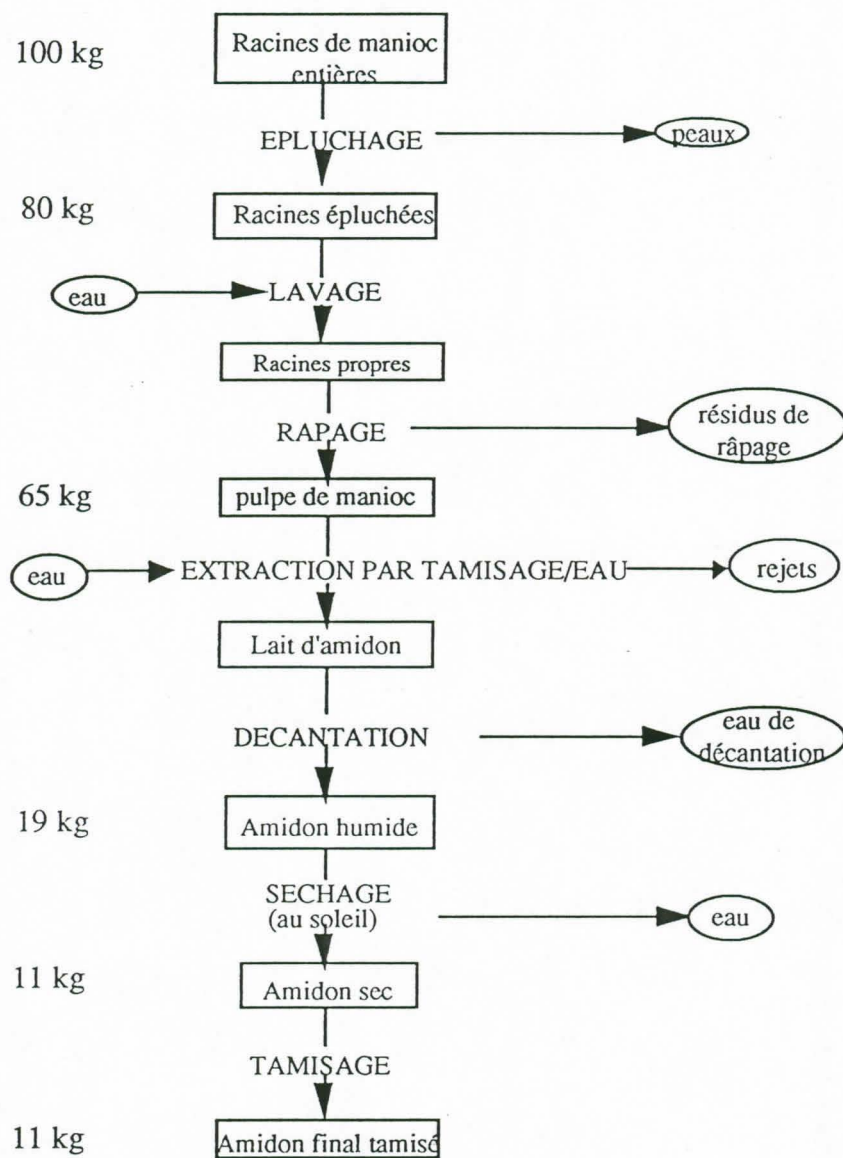 100 kg
Racines de manioc
entières
EPLUCHAGE
peaux
80 kg
Racines épluchées
eau
LAVAGE
Racines propres
RAPAGE
résidus de
râpage
65 kg
pulpe de manioc
eau
EXTRACTION PAR TAMISAGE/EAU
rejets
Lait d'amidon
DECANTATION
eau de
décantation
19 kg
Amidon humide
SECHAGE
(au soleil)
eau
11 kg
Amidon sec
TAMISAGE
11 kg
Amidon final tamisé